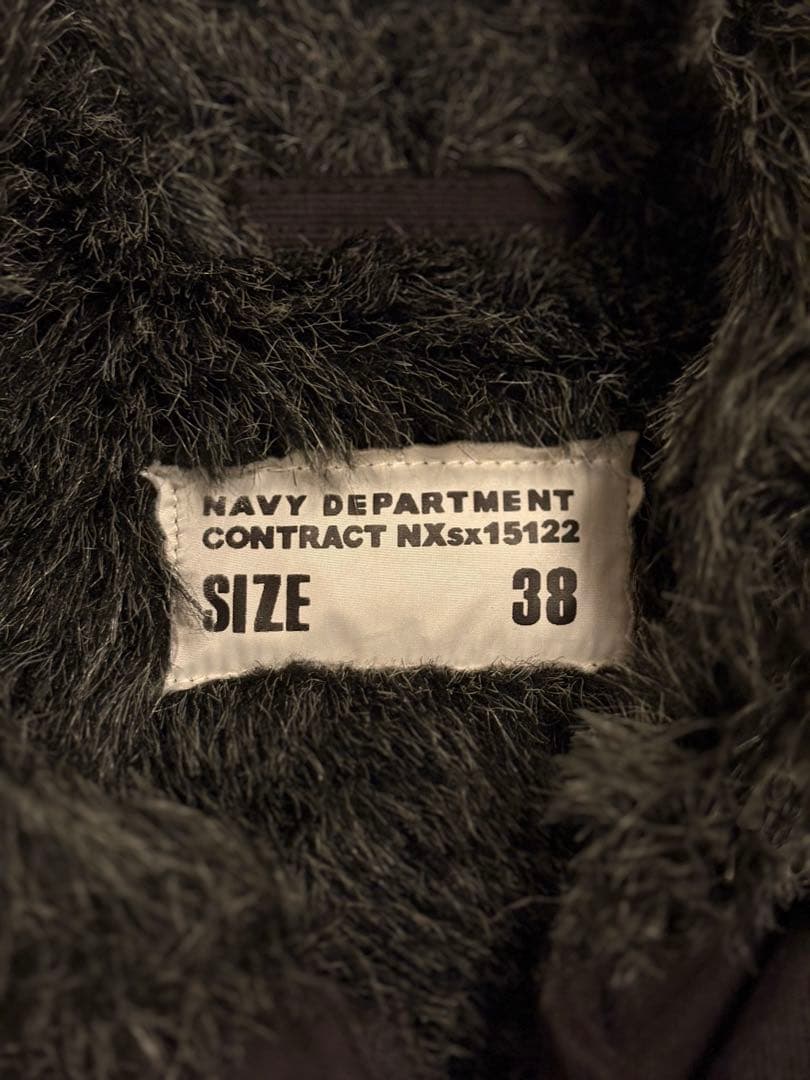 NAVY DEPARTMENT
CONTRACT NXsx15122
SIZE 38